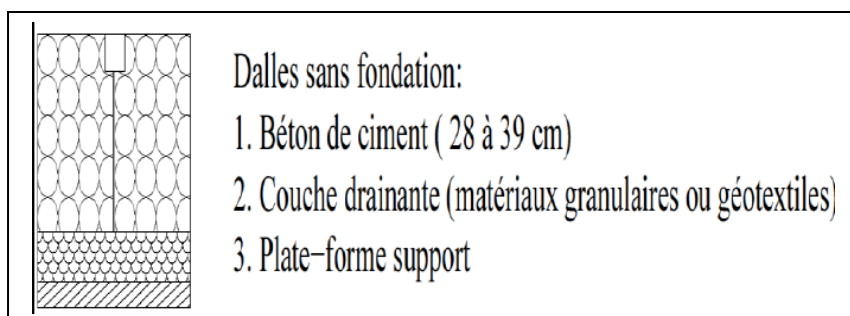 Dalles sans fondation:
1. Béton de ciment ( 28 à 39 cm)
2. Couche drainante (matériaux granulaires ou géotextiles)
3. Plate-forme support